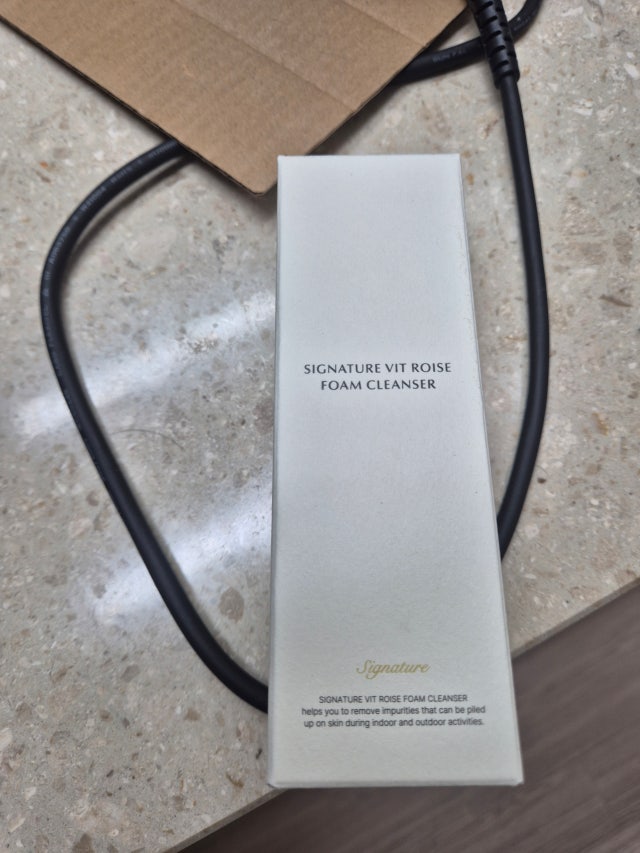 SIGNATURE VIT ROISE
FOAM CLEANSER
Signature
SIGNATURE VIT ROISE FOAM CLEANSER
helps you to remove impurities that can be piled
up on skin during indoor and outdoor activities.